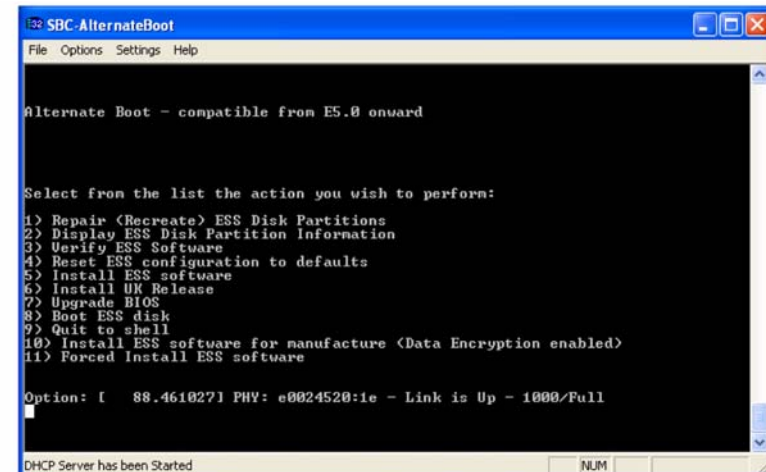 SBC-AlternateBoot
File Options Settings Help
Alternate Boot - compatible from E5.0 onward
Select from the list the action you wish to perform:
1) Repair (Recreate) ESS Disk Partitions
2) Display ESS Disk Partition Information
3) Verify ESS Software
4) Reset ESS configuration to defaults
5) Install ESS software
6) Install UK Release
7) Upgrade BIOS
8) Boot ESS disk
9) Quit to shell
10) Install ESS software for manufacture (Data Encryption enabled)
11) Forced Install ESS software
Option: [ 88.461027] PHY: e0024520:1e - Link is Up - 1000/Full
DHCP Server has been Started
NUM